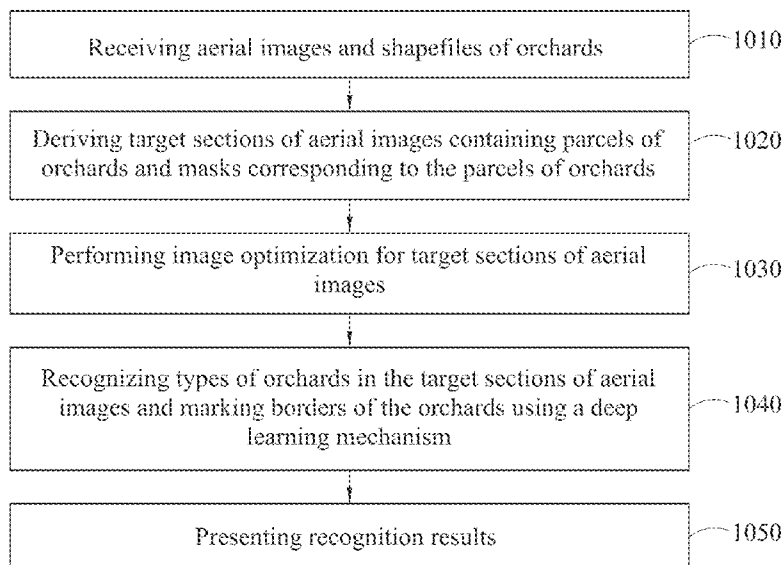 Receiving aerial images and shapefiles of orchards
1010
Deriving target sections of aerial images containing parcels of
orchards and masks corresponding to the parcels of orchards
1020
Performing image optimization for target sections of aerial
images
1030
Recognizing types of orchards in the target sections of aerial
images and marking borders of the orchards using a deep
learning mechanism
1040
Presenting recognition results
1050